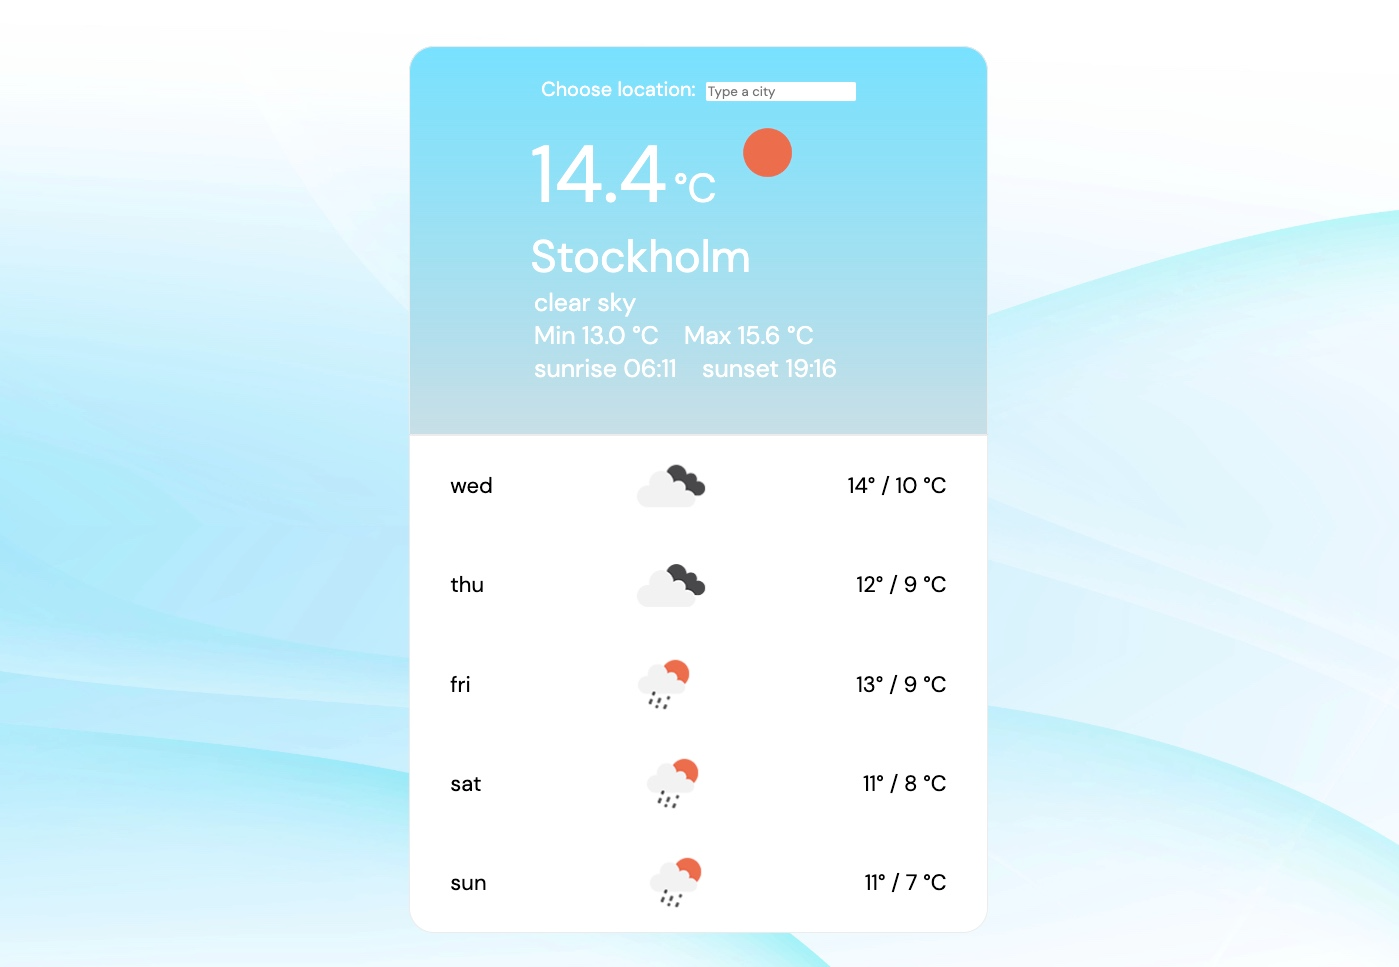 Choose location: Type a city
14.4 °C
Stockholm
clear sky
Min 13.0 °C Max 15.6 °C
sunrise 06:11 sunset 19:16
wed 14° / 10 °C
thu 12° / 9 °C
fri 13° / 9 °C
sat 11° / 8 °C
sun 11° / 7 °C